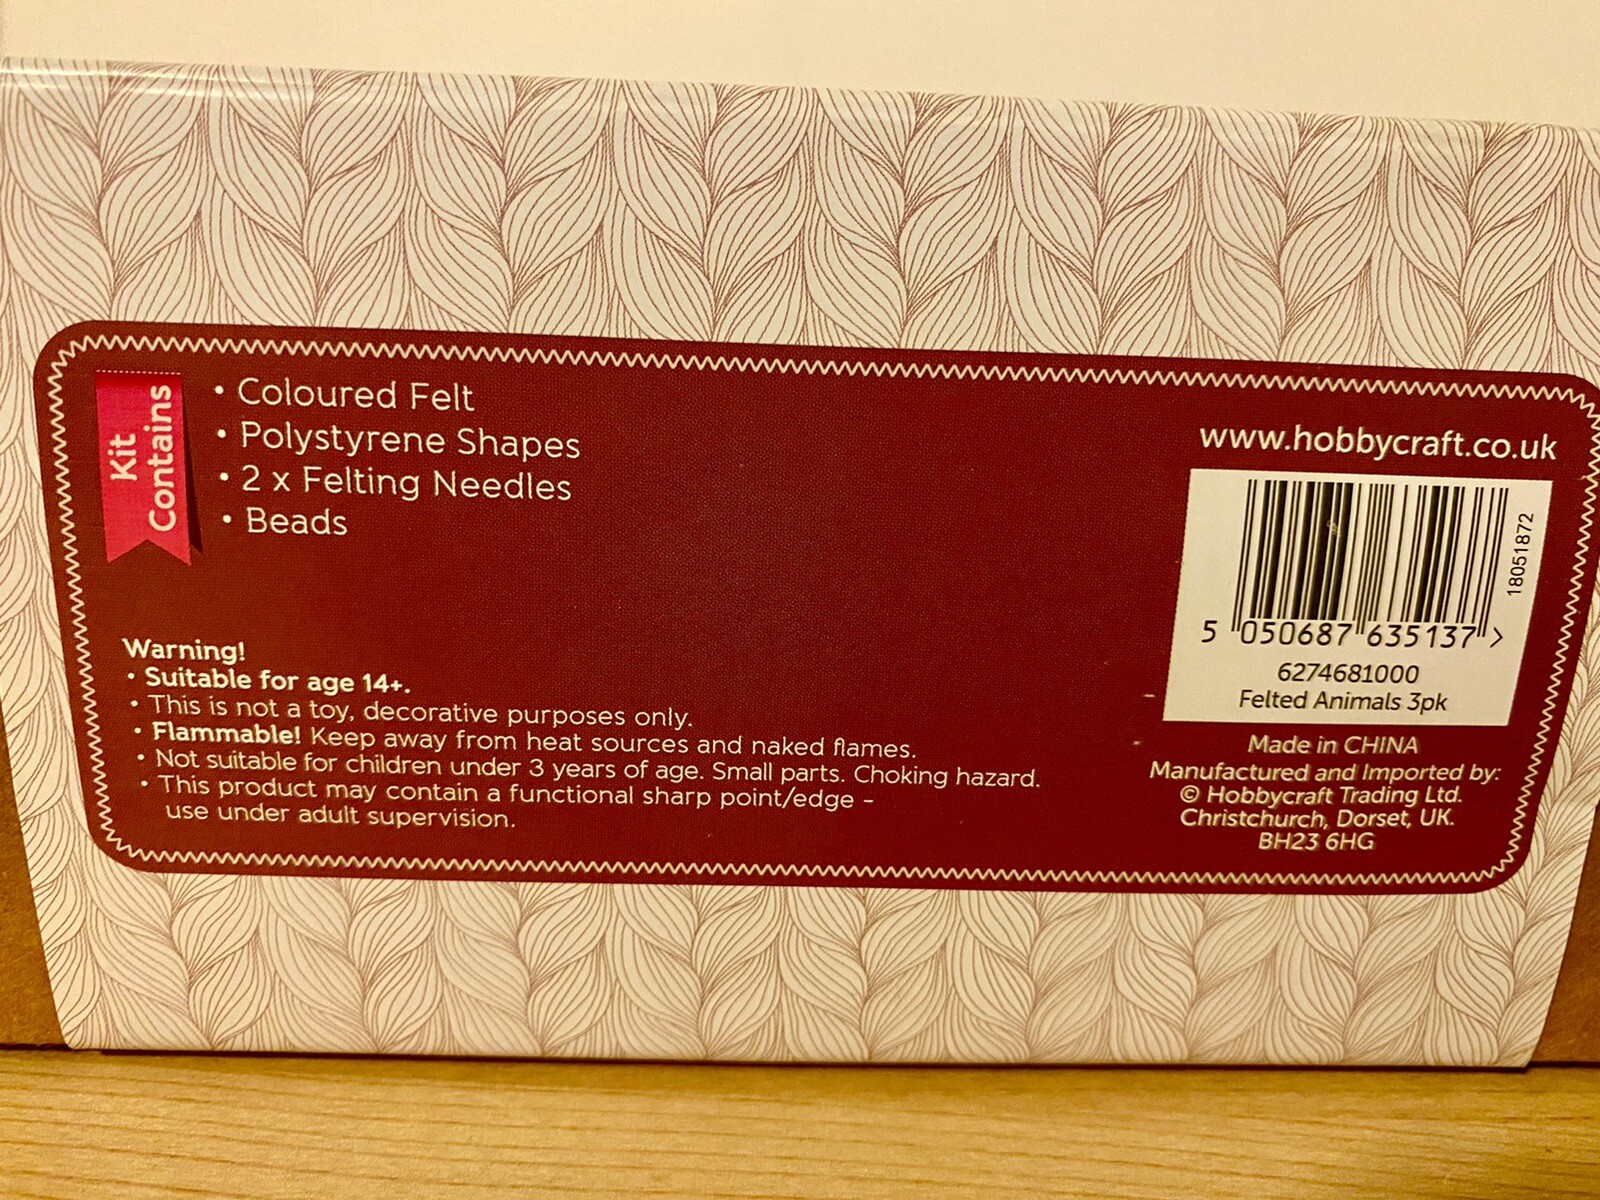 Kit
Contains
• Coloured Felt
• Polystyrene Shapes
• 2 x Felting Needles
• Beads
Warning!
• Suitable for age 14+.
• This is not a toy, decorative purposes only.
• Flammable! Keep away from heat sources and naked flames.
• Not suitable for children under 3 years of age. Small parts. Choking hazard.
• This product may contain a functional sharp point/edge –
use under adult supervision.
www.hobbycraft.co.uk
18051872
5 050687 635137 >
6274681000
Felted Animals 3pk
Made in CHINA
Manufactured and Imported by:
© Hobbycraft Trading Ltd.
Christchurch, Dorset, UK.
BH23 6HG